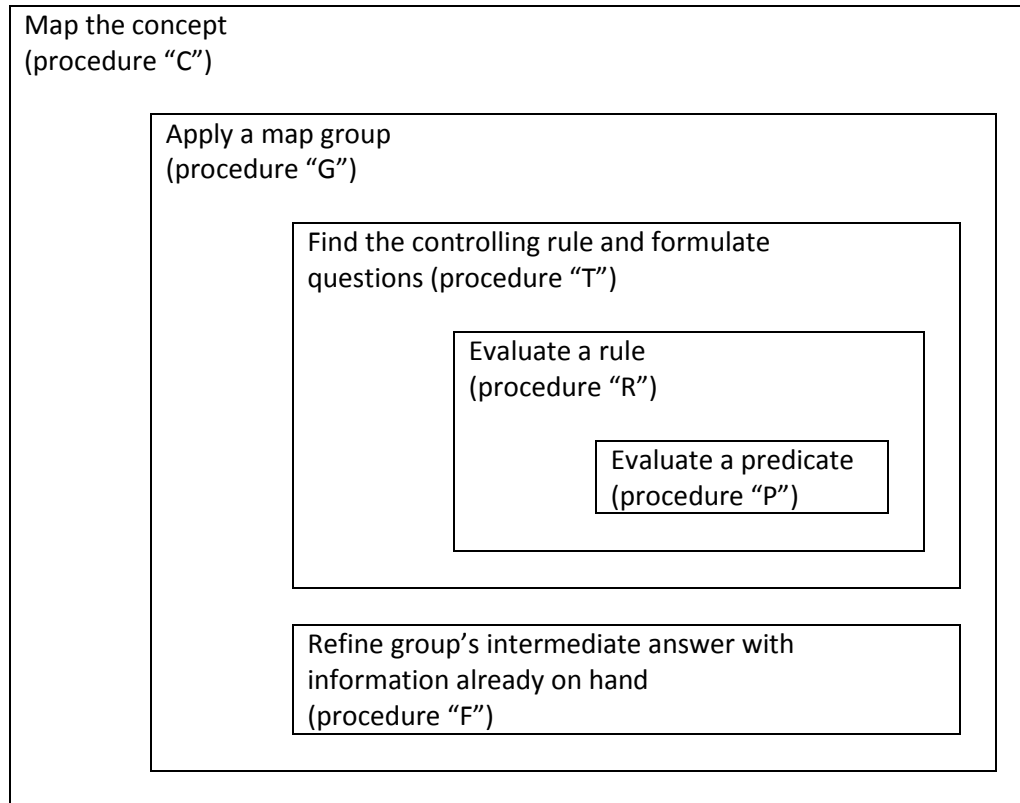 Map the concept
(procedure “C”)
Apply a map group
(procedure “G”)
Find the controlling rule and formulate
questions (procedure “T”)
Evaluate a rule
(procedure “R”)
Evaluate a predicate
(procedure “P”)
Refine group’s intermediate answer with
information already on hand
(procedure “F”)